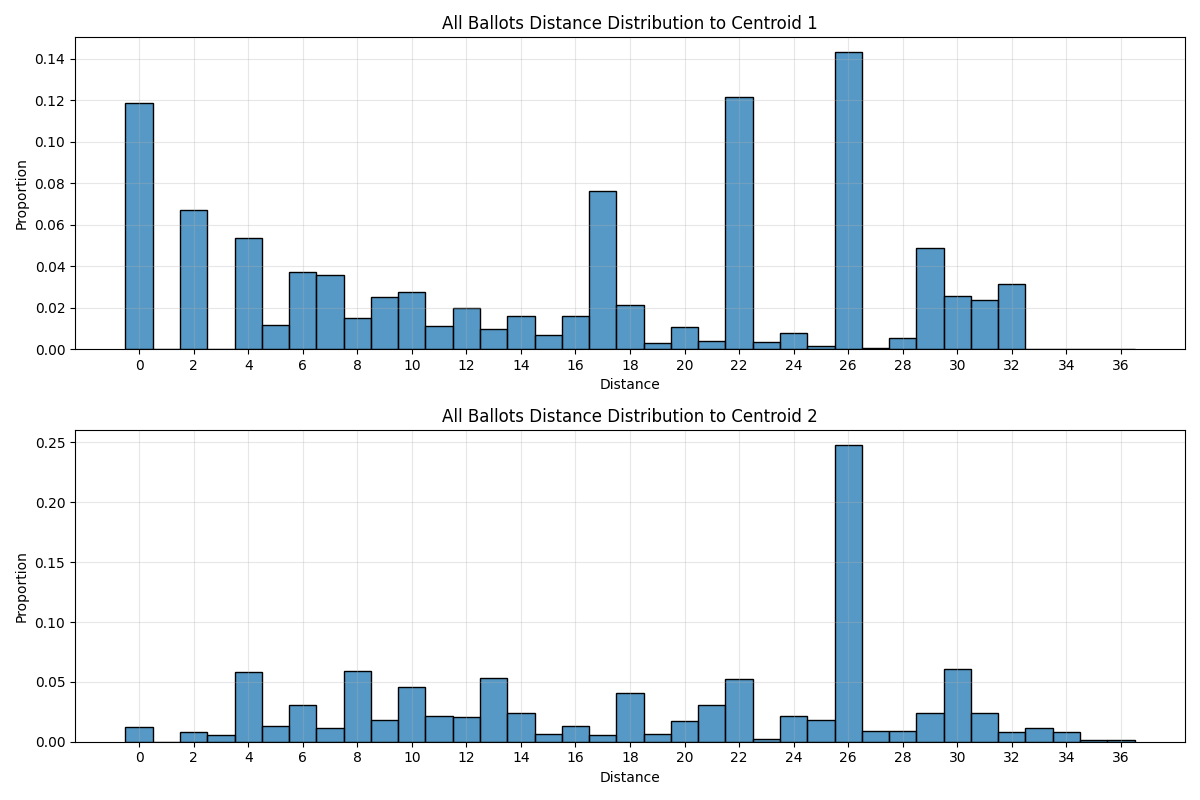 All Ballots Distance Distribution to Centroid 1
0.14
0.12
0.10
0.08
0.06
0.04
0.02
0.00
Proportion
0 2 4 6 8 10 12 14 16 18 20 22 24 26 28 30 32 34 36
Distance
All Ballots Distance Distribution to Centroid 2
0.25
0.20
0.15
0.10
0.05
0.00
Proportion
0 2 4 6 8 10 12 14 16 18 20 22 24 26 28 30 32 34 36
Distance